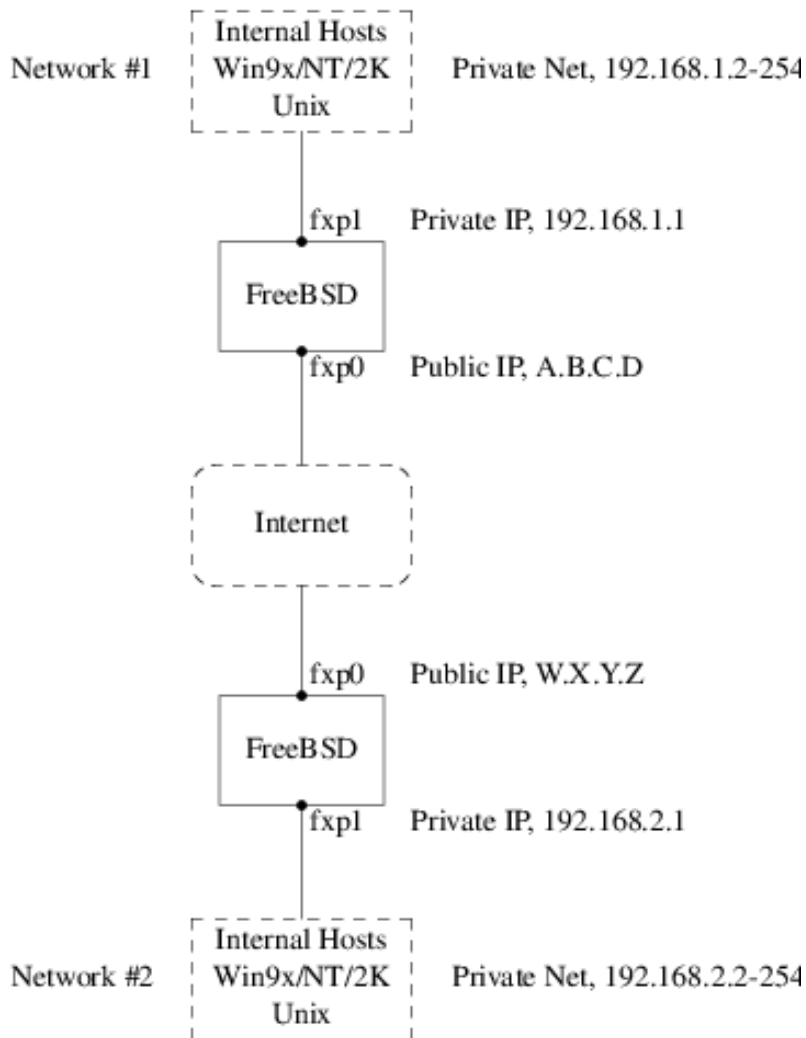 Internal Hosts
Network #1 Win9x/NT/2K Private Net, 192.168.1.2-254
Unix
fxp1 Private IP, 192.168.1.1
FreeBSD
fxp0 Public IP, A.B.C.D
Internet
fxp0 Public IP, W.X.Y.Z
FreeBSD
fxp1 Private IP, 192.168.2.1
Internal Hosts
Network #2 Win9x/NT/2K Private Net, 192.168.2.2-254
Unix